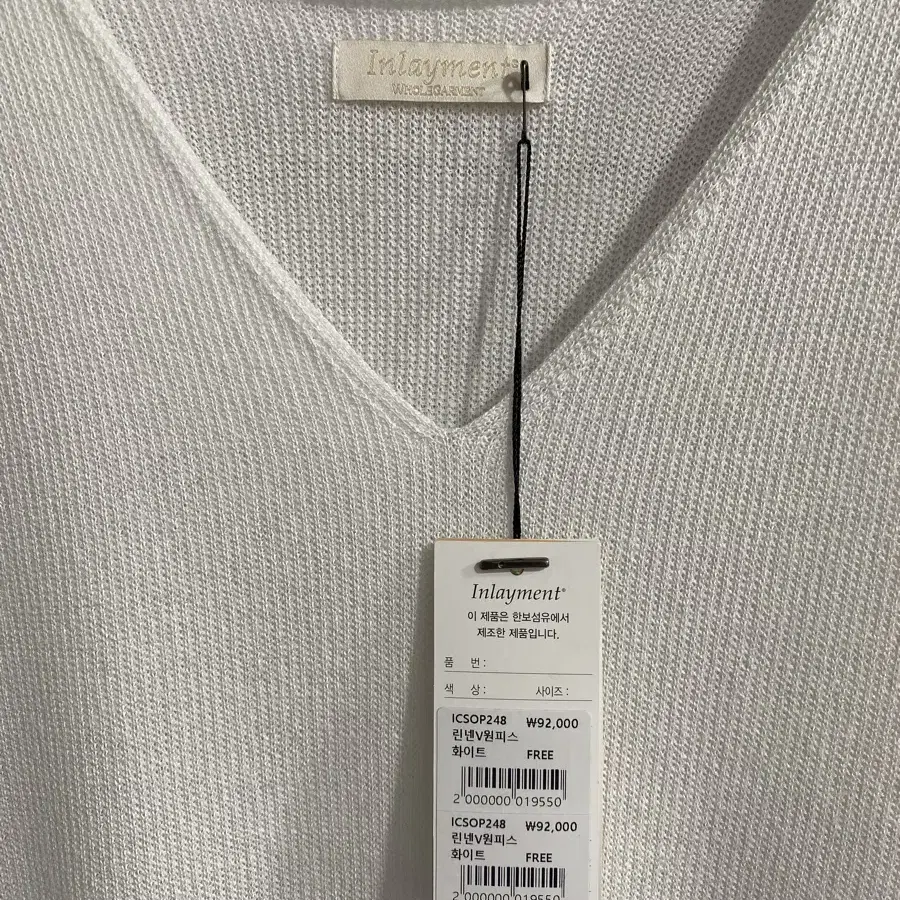 Inlayment
WHOLEGARMENT
Inlayment®
이 제품은 한보섬유에서
제조한 제품입니다.
품 번 :
색 상 : 사이즈 :
ICSOP248 ₩92,000
린넨V원피스
화이트 FREE
2 000000 019550
ICSOP248 ₩92,000
린넨V원피스
화이트 FREE
2 000000 019550